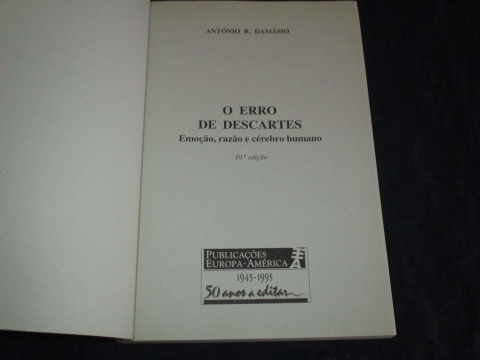 ANTÓNIO R. DAMÁSIO
O ERRO
DE DESCARTES
Emoção, razão e cérebro humano
10.ª edição
PUBLICAÇÕES
EUROPA-AMÉRICA
1945-1995
50 anos a editar